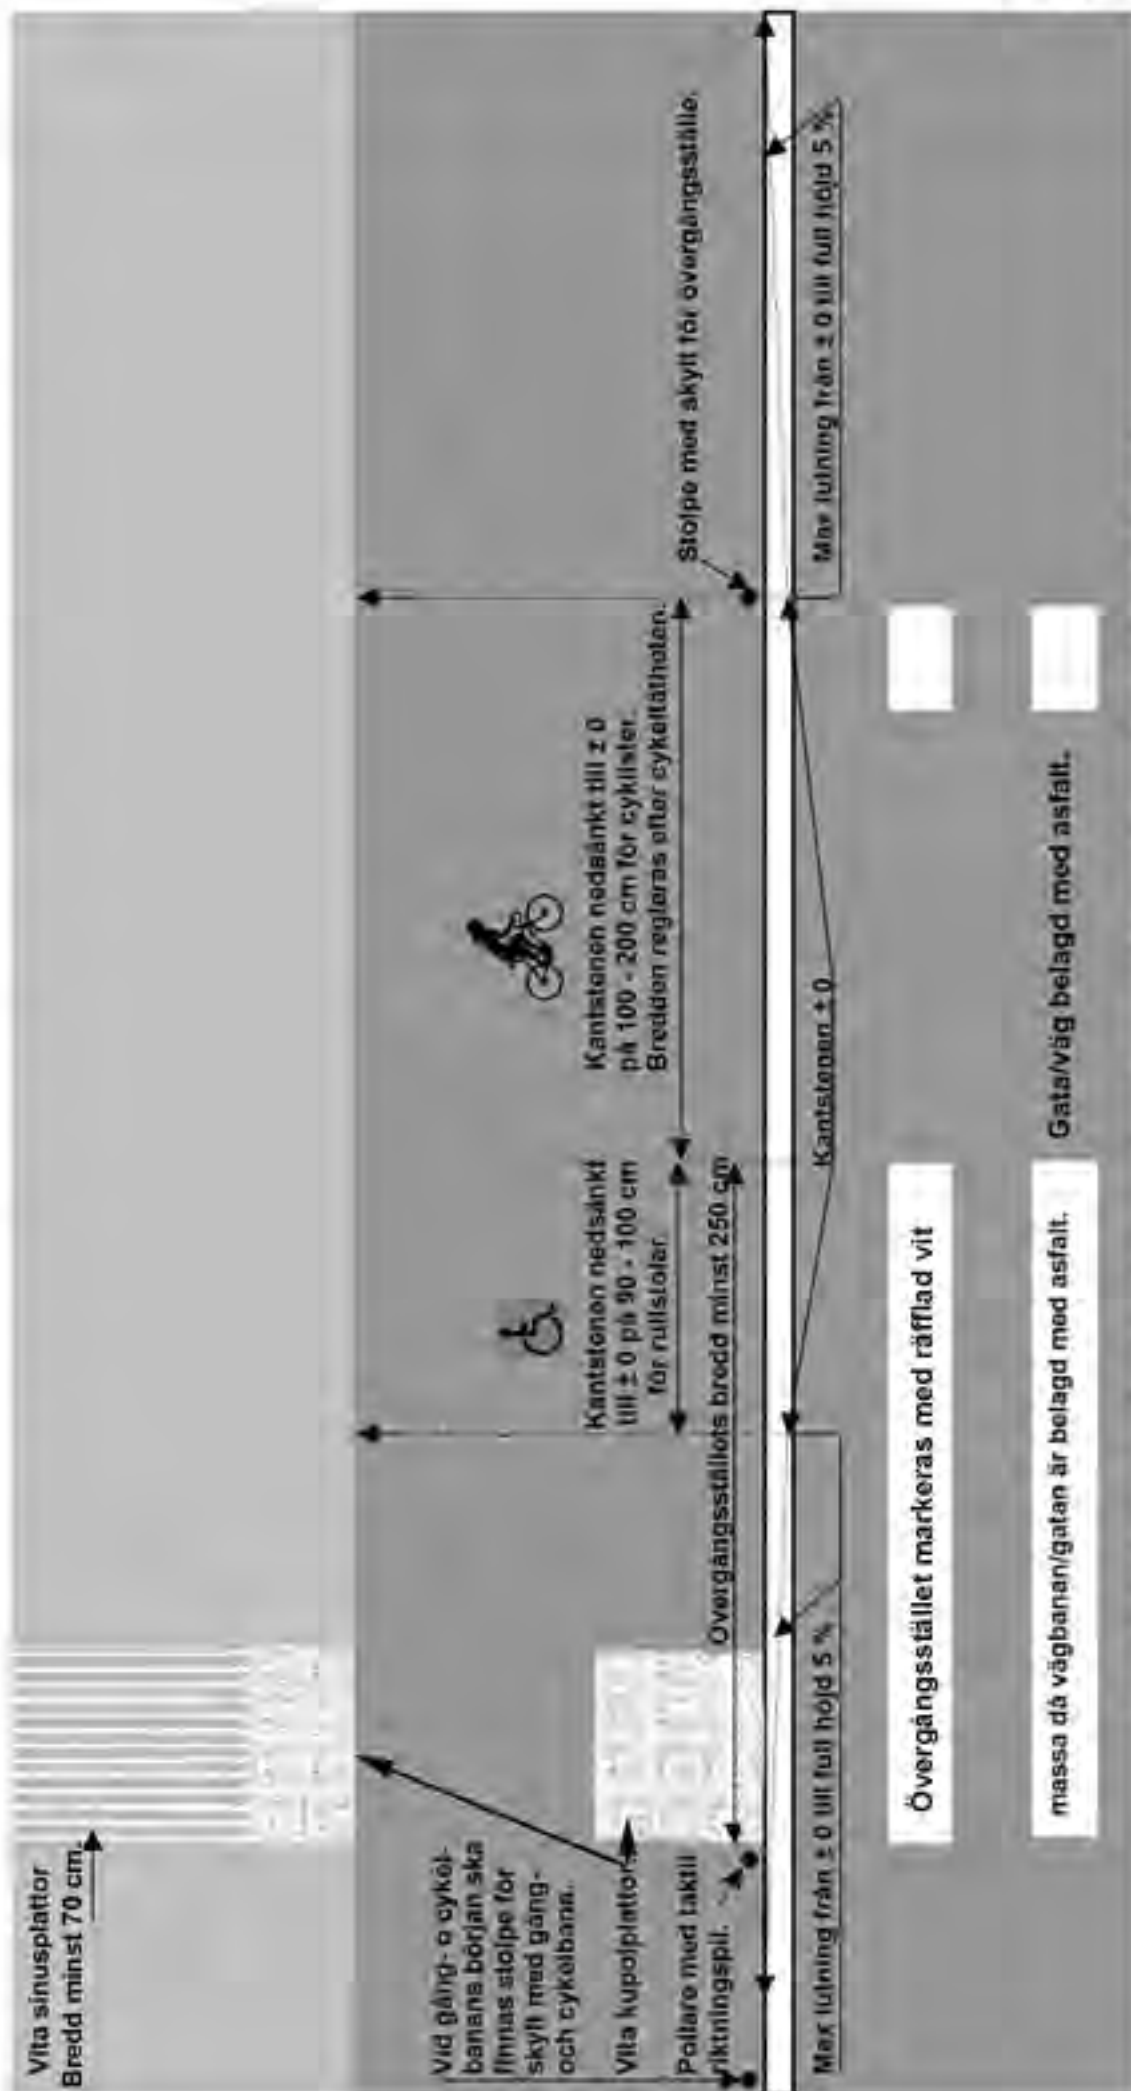 Vita sinusplattor
Bredd minst 70 cm.
Vid gång- o cykel-
banans början ska
finnas stolpe för
skylt med gång-
och cykelbana.
Vita kupolplattor.
Pollare med taktil
riktningspil.
Kantstenen nedsänkt
till ± 0 på 90 - 100 cm
för rullstolar.
Övergångsställets bredd minst 250 cm
Kantstenen nedsänkt till ± 0
på 100 - 200 cm för cyklister.
Bredden regleras efter cykeltätheten.
Stolpe med skylt för övergångsställe.
Max lutning från ± 0 till full höjd 5 %
Kantstenen ± 0
Max lutning från ± 0 till full höjd 5 %
Övergångsstället markeras med räfflad vit
massa då vägbanan/gatan är belagd med asfalt.
Gata/väg belagd med asfalt.